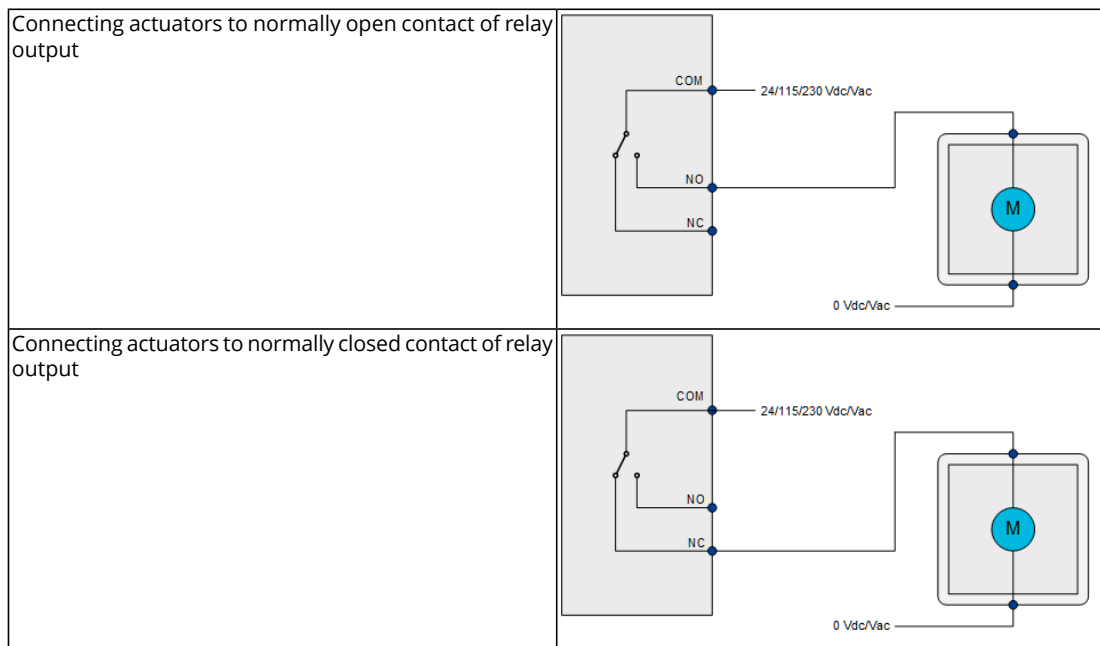 Connecting actuators to normally open contact of relay
output
COM
24/115/230 Vdc/Vac
NO
NC
M
0 Vdc/Vac
Connecting actuators to normally closed contact of relay
output
COM
24/115/230 Vdc/Vac
NO
NC
M
0 Vdc/Vac